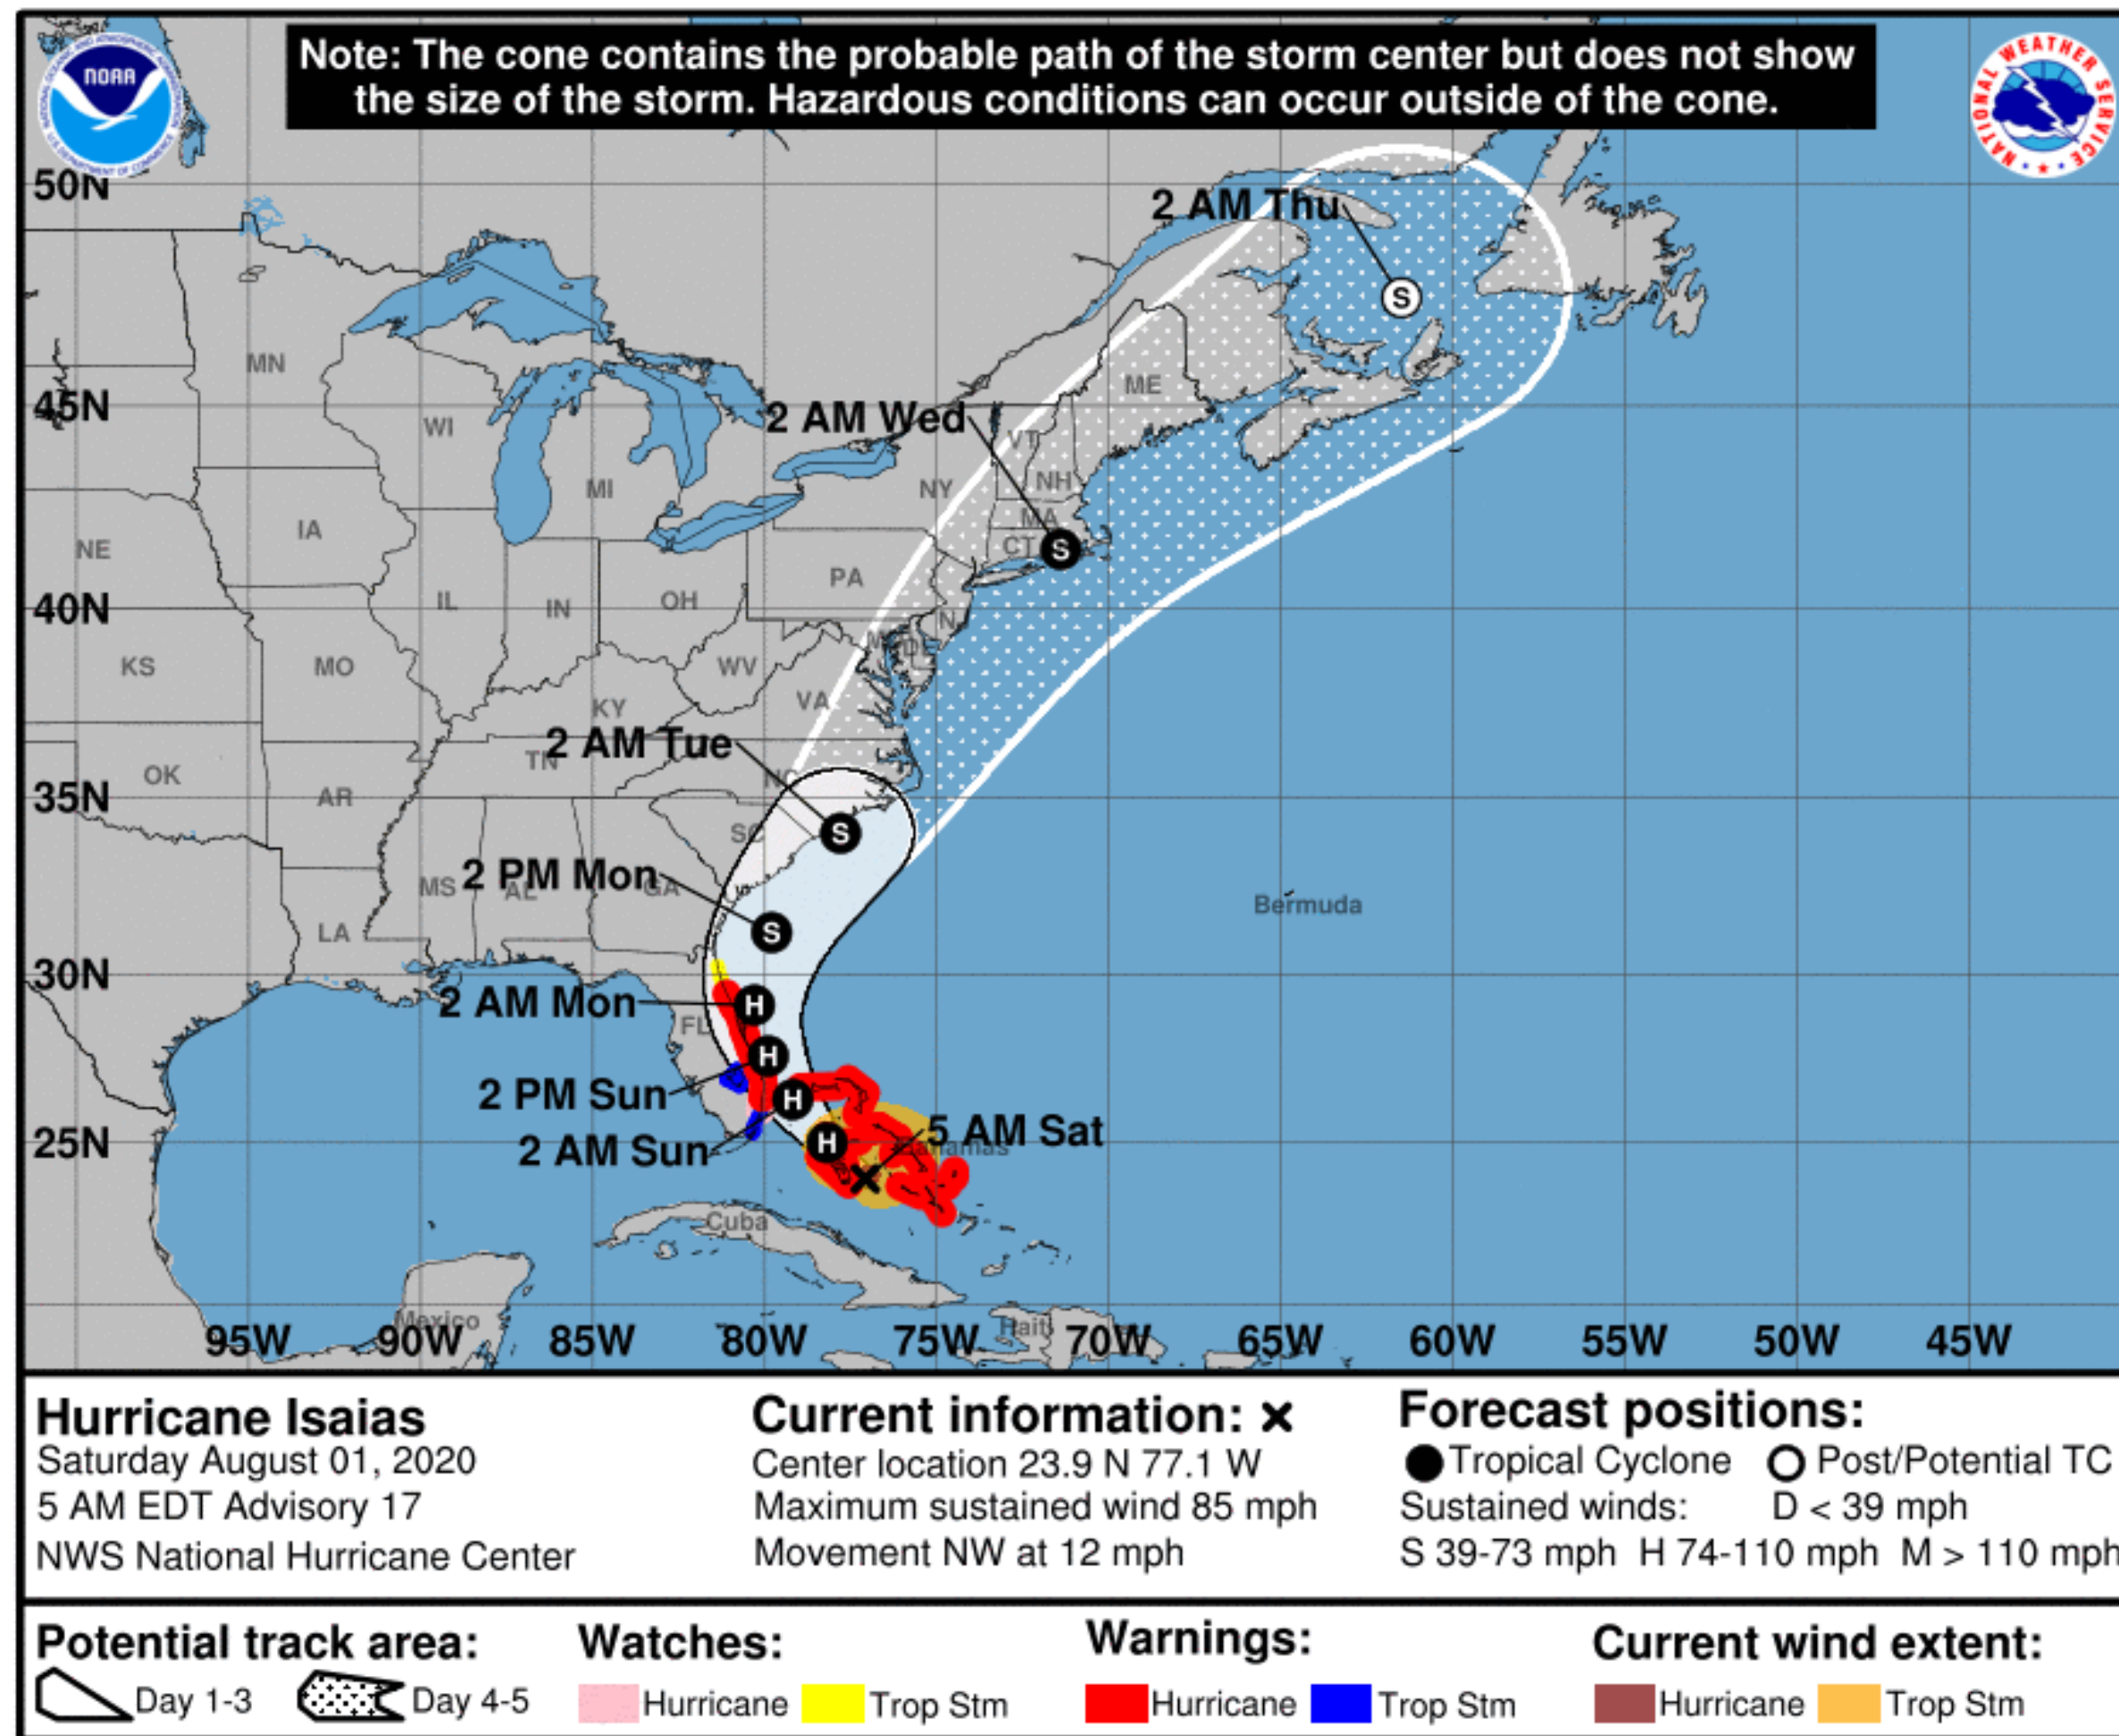 Note: The cone contains the probable path of the storm center but does not show
the size of the storm. Hazardous conditions can occur outside of the cone.
NOAA
NATIONAL WEATHER SERVICE
50N
2 AM Thu
MN
ME
45N
2 AM Wed
WI
VT
MI
NY
NH
MA
IA
NE
CT
PA
40N
IL
IN
OH
KS
MO
WV
VA
KY
2 AM Tue
TN
OK
NC
AR
35N
SC
2 PM Mon
MS
AL
GA
Bermuda
LA
30N
2 AM Mon
FL
2 PM Sun
5 AM Sat
25N
2 AM Sun
Bahamas
Cuba
Mexico
Haiti
95W 90W 85W 80W 75W 70W 65W 60W 55W 50W 45W
S
S
S
S
H
H
H
H
Hurricane Isaias
Saturday August 01, 2020
5 AM EDT Advisory 17
NWS National Hurricane Center
Current information: x
Center location 23.9 N 77.1 W
Maximum sustained wind 85 mph
Movement NW at 12 mph
Forecast positions:
Tropical Cyclone Post/Potential TC
Sustained winds: D < 39 mph
S 39-73 mph H 74-110 mph M > 110 mph
Potential track area:
Day 1-3 Day 4-5
Watches:
Hurricane Trop Stm
Warnings:
Hurricane Trop Stm
Current wind extent:
Hurricane Trop Stm